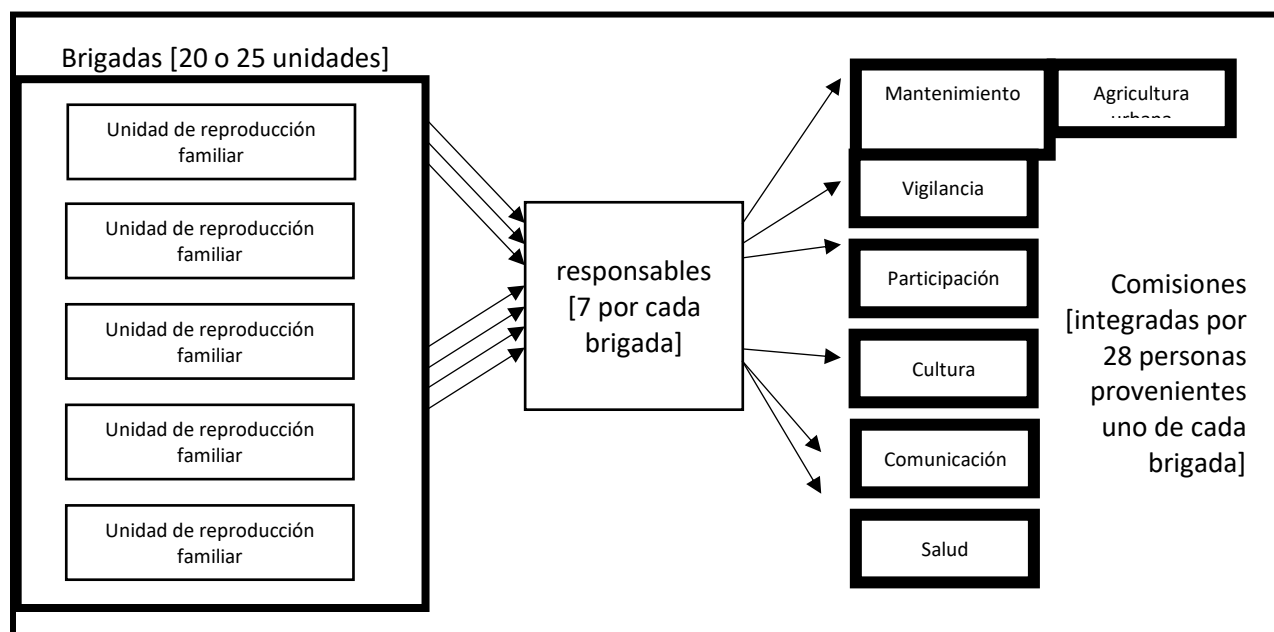 Brigadas [20 o 25 unidades]
Unidad de reproducción
familiar
Unidad de reproducción
familiar
Unidad de reproducción
familiar
Unidad de reproducción
familiar
Unidad de reproducción
familiar
responsables
[7 por cada
brigada]
Mantenimiento
Agricultura
urbana
Vigilancia
Participación
Cultura
Comunicación
Salud
Comisiones
[integradas por
28 personas
provenientes
uno de cada
brigada]